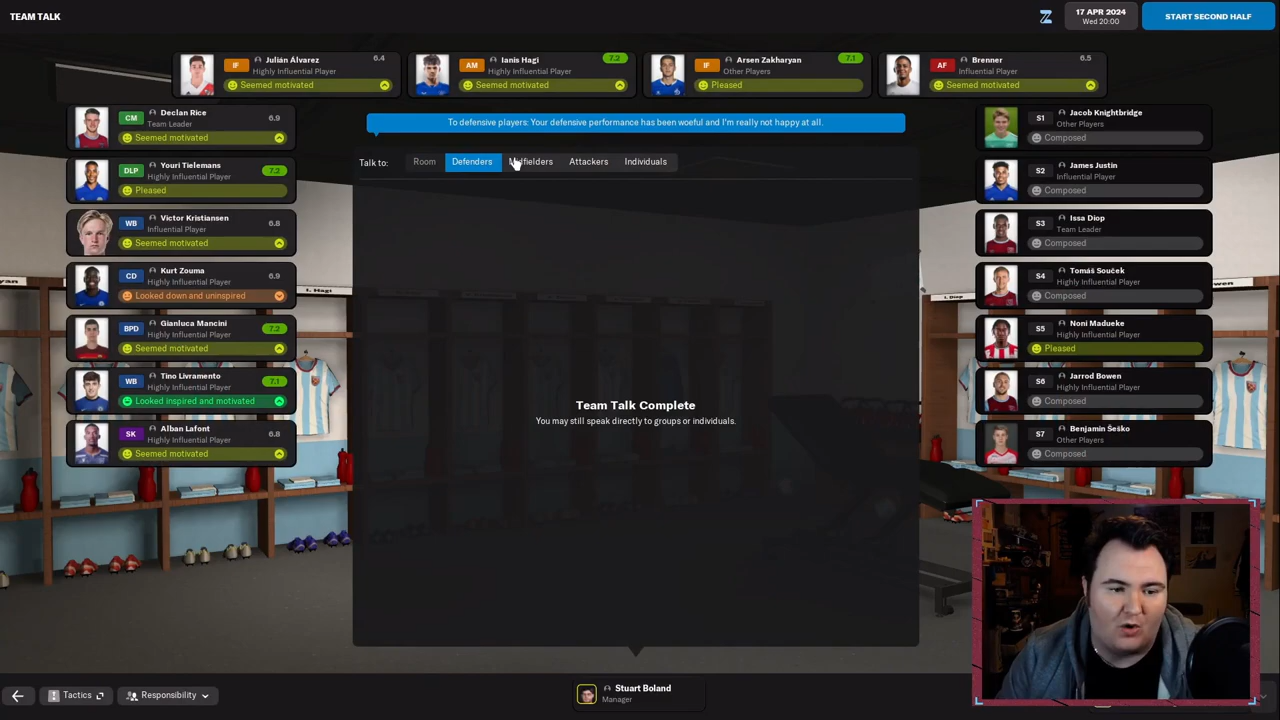 TEAM TALK
17 APR 2024
Wed 20:00
START SECOND HALF
IF Julián Álvarez 6.4
Highly Influential Player
Seemed motivated
AM Ianis Hagi 7.2
Highly Influential Player
Seemed motivated
IF Arsen Zakharyan 7.1
Other Players
Pleased
AF Brenner 6.5
Influential Player
Seemed motivated
CM Declan Rice 6.9
Team Leader
Seemed motivated
DLP Youri Tielemans 7.2
Highly Influential Player
Pleased
WB Victor Kristiansen 6.8
Influential Player
Seemed motivated
CD Kurt Zouma 6.9
Highly Influential Player
Looked down and uninspired
BPD Gianluca Mancini 7.2
Highly Influential Player
Seemed motivated
WB Tino Livramento 7.1
Highly Influential Player
Looked inspired and motivated
SK Alban Lafont 6.8
Highly Influential Player
Seemed motivated
To defensive players: Your defensive performance has been woeful and I'm really not happy at all.
Talk to: Room Defenders Midfielders Attackers Individuals
Team Talk Complete
You may still speak directly to groups or individuals.
S1 Jacob Knightbridge
Other Players
Composed
S2 James Justin
Influential Player
Composed
S3 Issa Diop
Team Leader
Composed
S4 Tomáš Souček
Highly Influential Player
Composed
S5 Noni Madueke
Highly Influential Player
Pleased
S6 Jarrod Bowen
Highly Influential Player
Composed
S7 Benjamin Šeško
Other Players
Composed
I. Hagi
Tactics
Responsibility
Stuart Boland
Manager